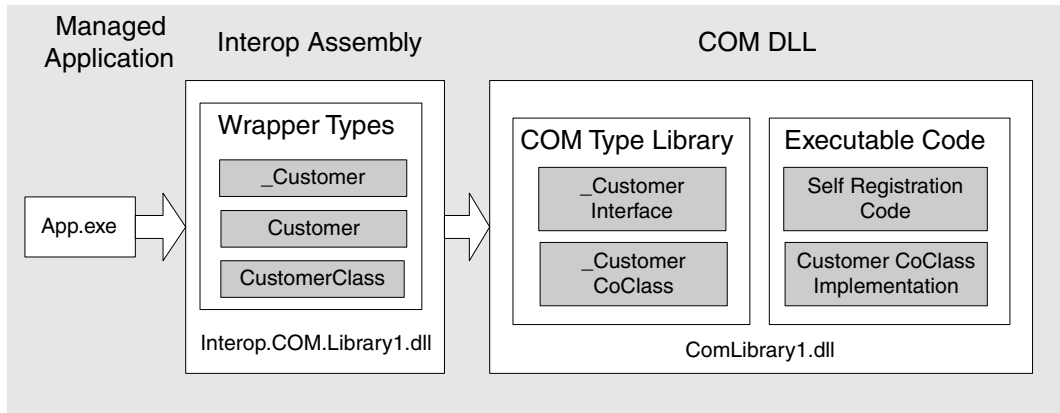 Managed
Application
Interop Assembly
COM DLL
Wrapper Types
_Customer
Customer
CustomerClass
Interop.COM.Library1.dll
App.exe
COM Type Library
_Customer
Interface
_Customer
CoClass
Executable Code
Self Registration
Code
Customer CoClass
Implementation
ComLibrary1.dll